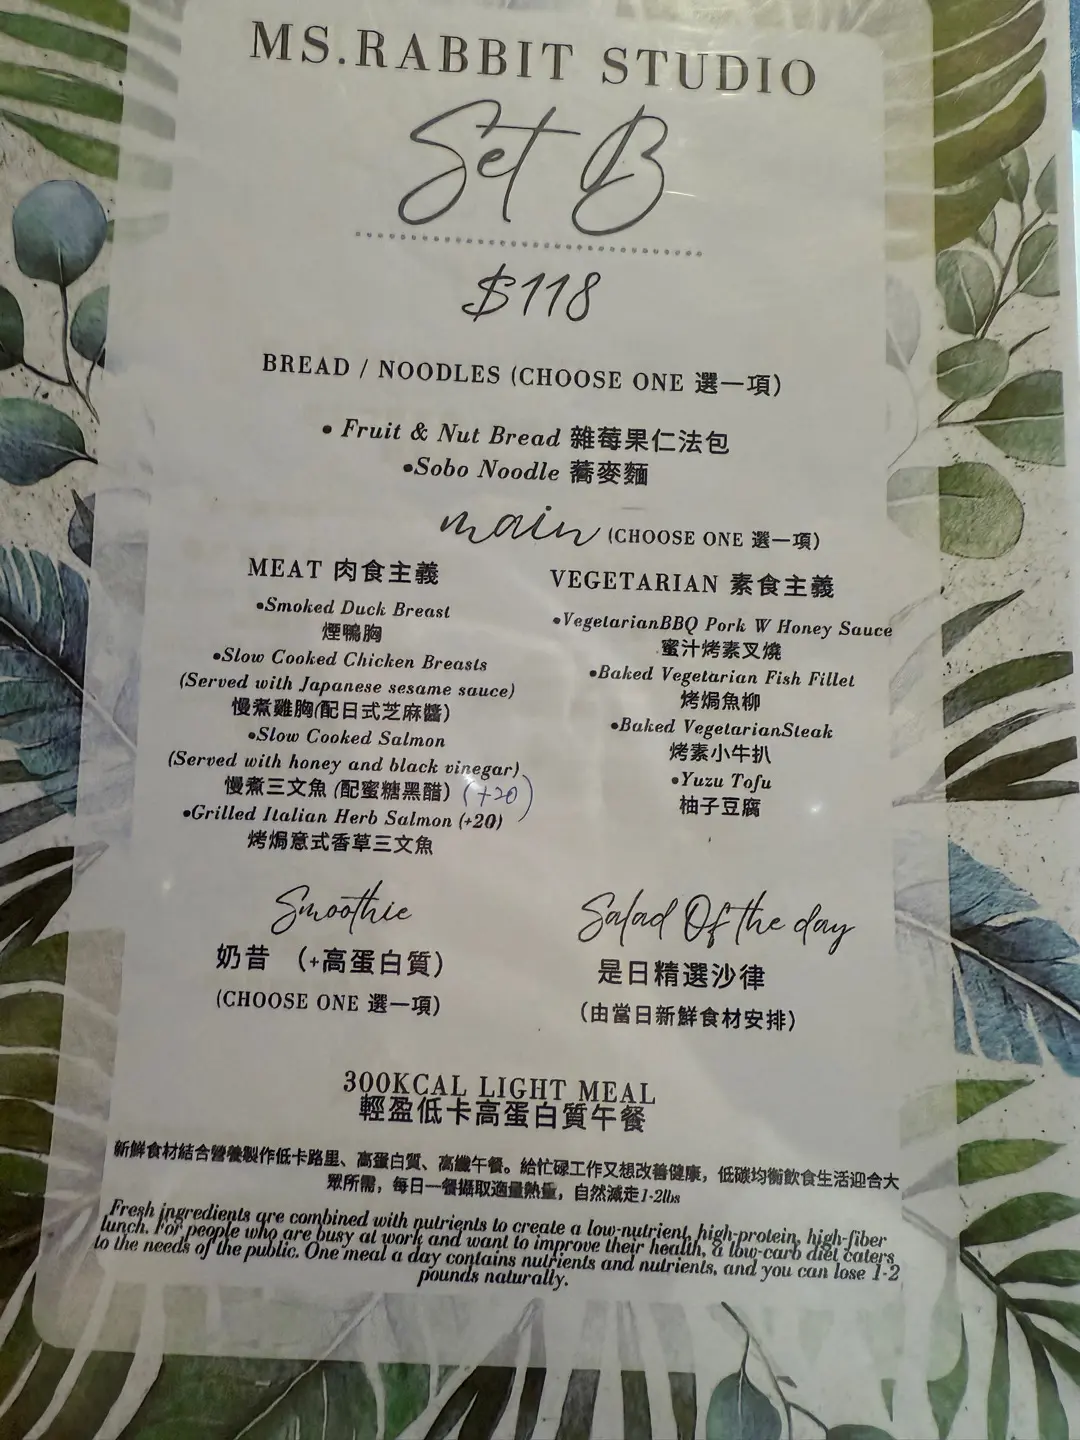 MS.RABBIT STUDIO
Set B
$118
BREAD / NOODLES (CHOOSE ONE 選一項)
• Fruit & Nut Bread 雜莓果仁法包
•Sobo Noodle 蕎麥麵
main (CHOOSE ONE 選一項)
MEAT 肉食主義
•Smoked Duck Breast
煙鴨胸
•Slow Cooked Chicken Breasts
(Served with Japanese sesame sauce)
慢煮雞胸(配日式芝麻醬)
•Slow Cooked Salmon
(Served with honey and black vinegar)
慢煮三文魚 (配蜜糖黑醋) (+20)
•Grilled Italian Herb Salmon (+20)
烤焗意式香草三文魚
VEGETARIAN 素食主義
•VegetarianBBQ Pork W Honey Sauce
蜜汁烤素叉燒
•Baked Vegetarian Fish Fillet
烤焗魚柳
•Baked VegetarianSteak
烤素小牛扒
•Yuzu Tofu
柚子豆腐
Smoothie
奶昔 (+高蛋白質)
(CHOOSE ONE 選一項)
Salad Of the day
是日精選沙律
(由當日新鮮食材安排)
300KCAL LIGHT MEAL
輕盈低卡高蛋白質午餐
新鮮食材結合營養製作低卡路里、高蛋白質、高纖午餐。給忙碌工作又想改善健康，低碳均衡飲食生活迎合大
眾所需，每日一餐攝取適量熱量，自然減走1-2lbs
Fresh ingredients are combined with nutrients to create a low-nutrient, high-protein, high-fiber
lunch. For people who are busy at work and want to improve their health, a low-carb diet caters
to the needs of the public. One meal a day contains nutrients and nutrients, and you can lose 1-2
pounds naturally.